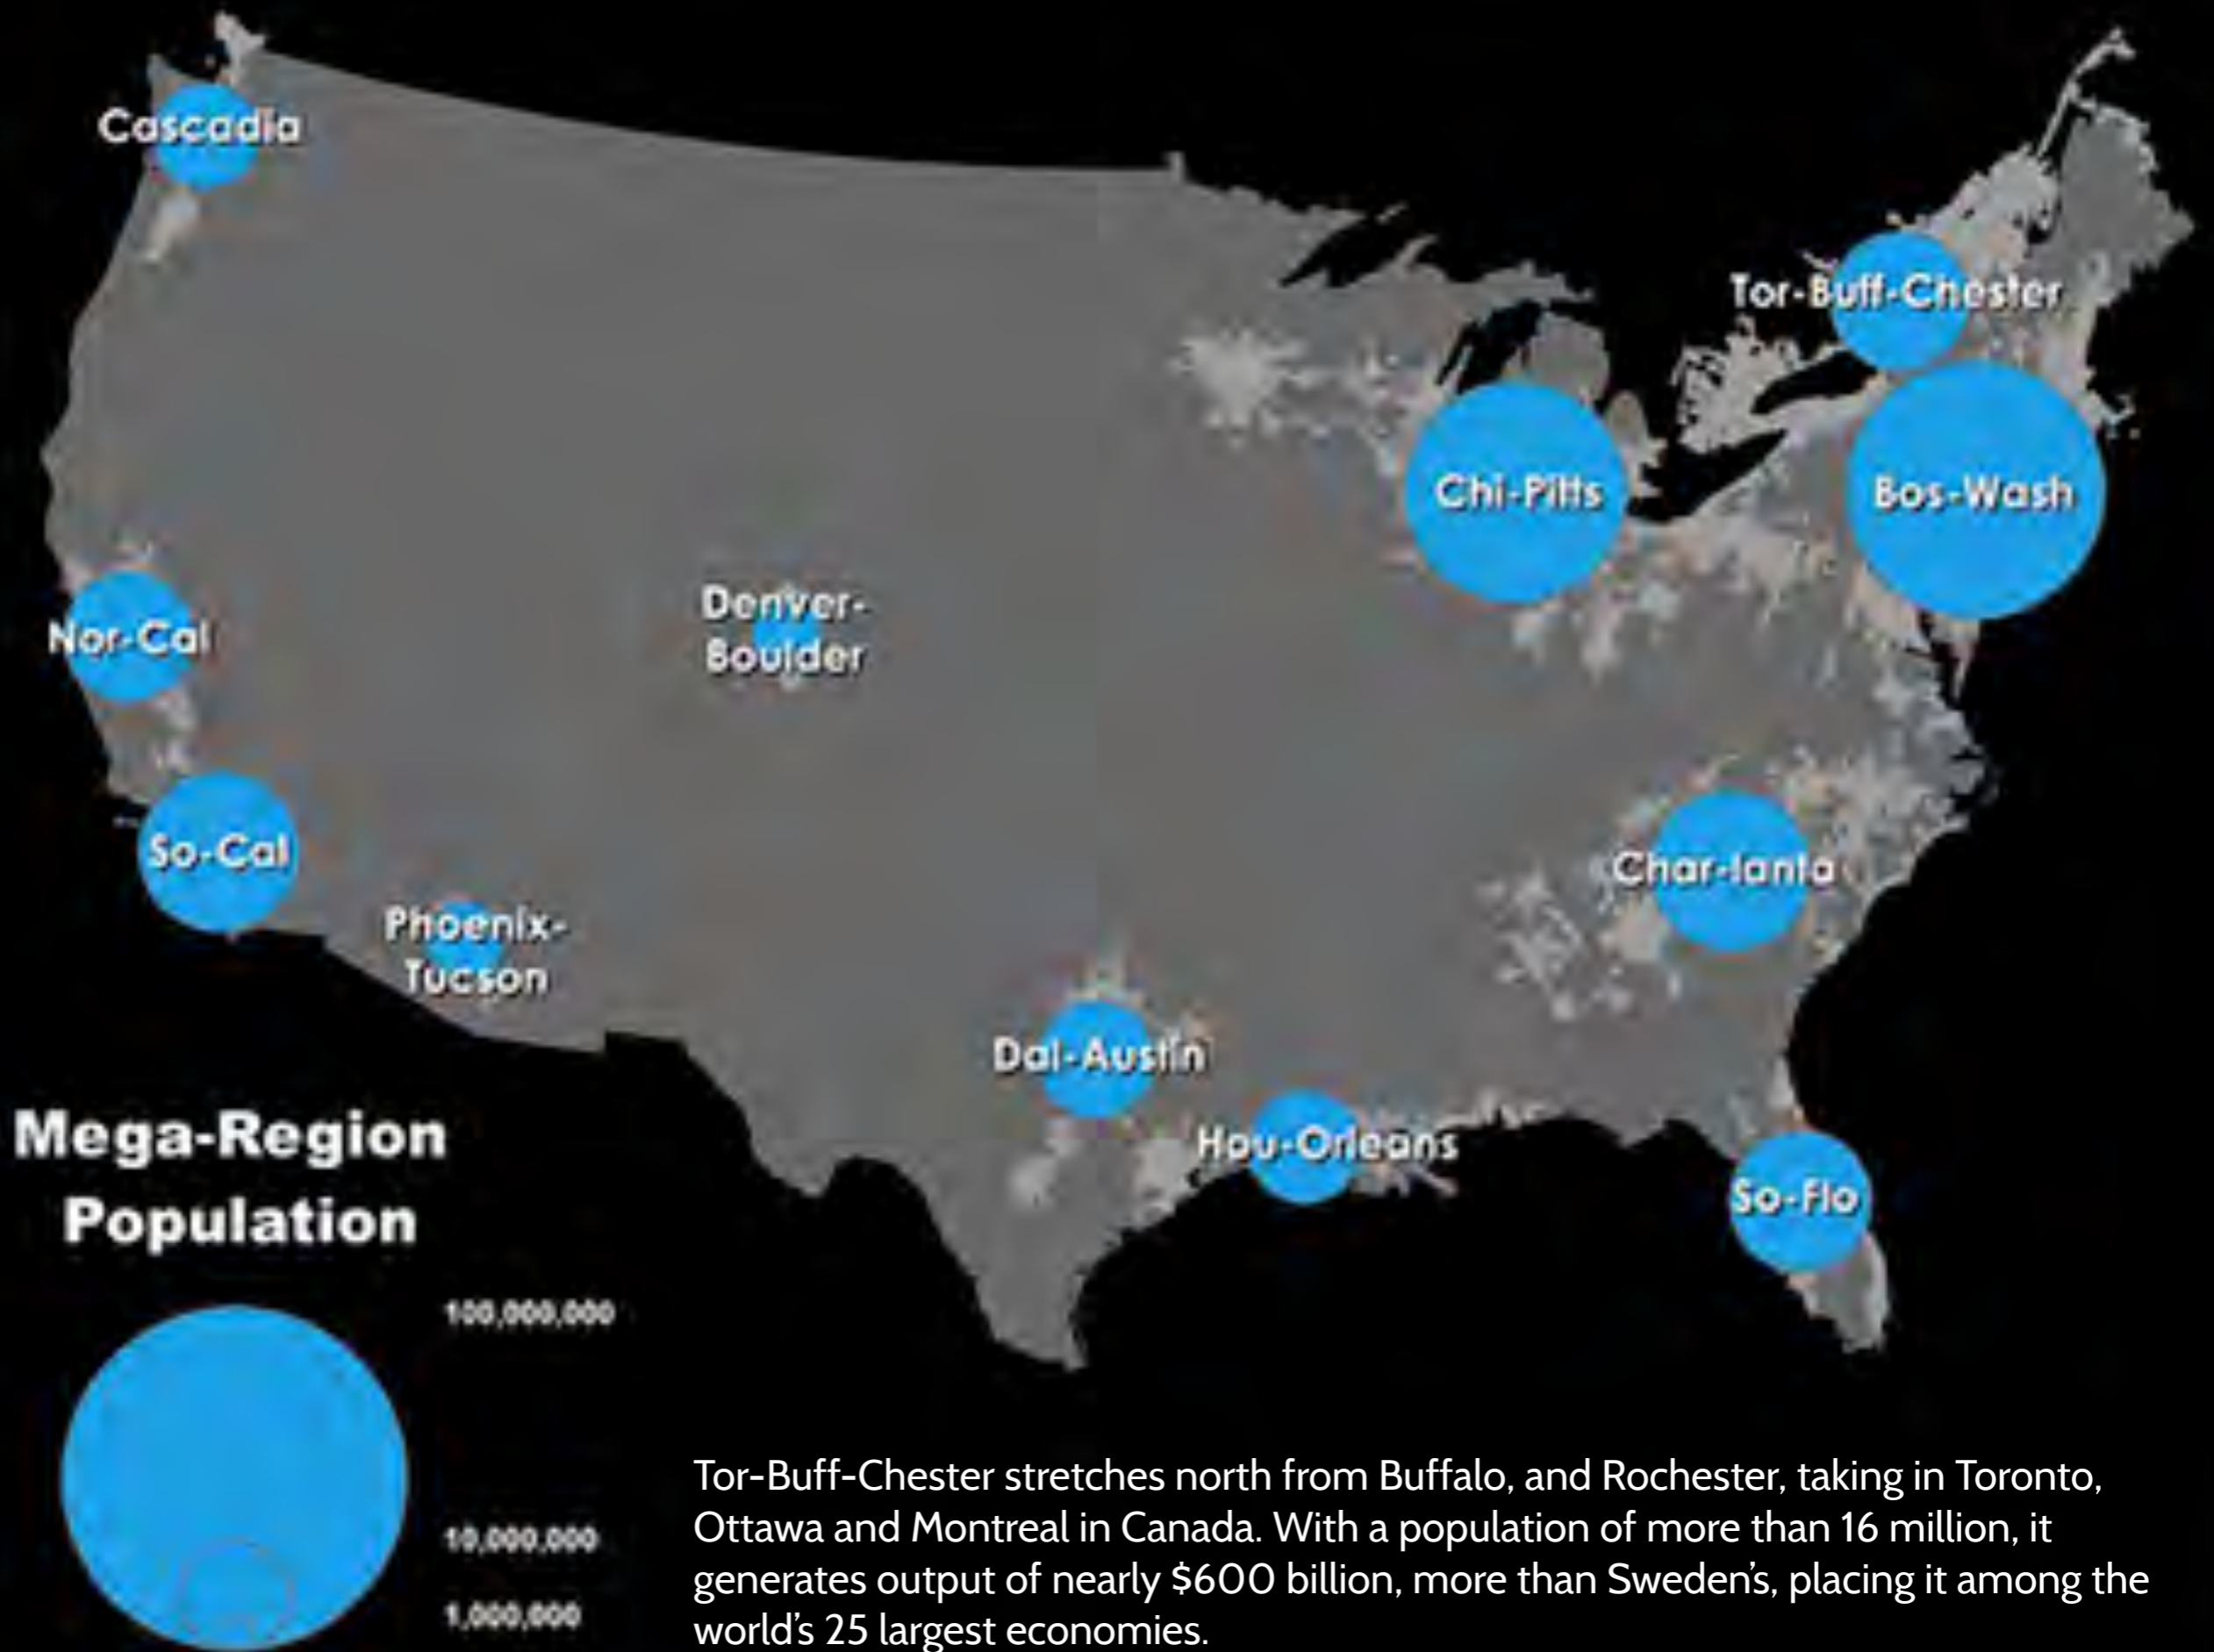 Cascadia
Tor-Buff-Chester
Chi-Pitts
Bos-Wash
Denver-
Boulder
Nor-Cal
So-Cal
Char-lanta
Phoenix-
Tucson
Dal-Austin
Hou-Orleans
So-Flo
Mega-Region
Population
100,000,000
10,000,000
1,000,000
Tor-Buff-Chester stretches north from Buffalo, and Rochester, taking in Toronto,
Ottawa and Montreal in Canada. With a population of more than 16 million, it
generates output of nearly $600 billion, more than Sweden’s, placing it among the
world’s 25 largest economies.